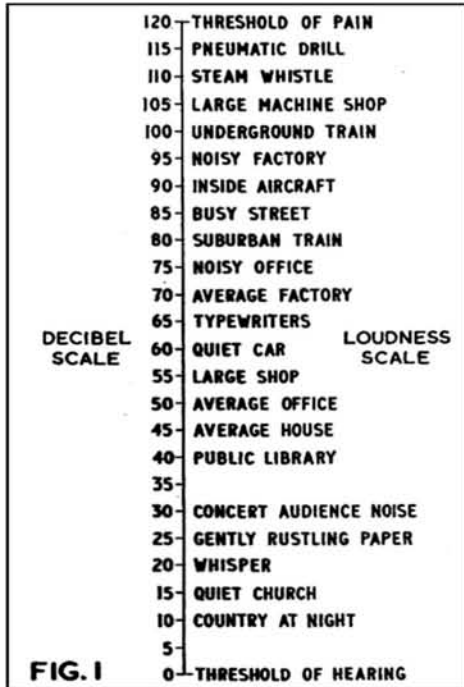 120 THRESHOLD OF PAIN
115 PNEUMATIC DRILL
110 STEAM WHISTLE
105 LARGE MACHINE SHOP
100 UNDERGROUND TRAIN
95 NOISY FACTORY
90 INSIDE AIRCRAFT
85 BUSY STREET
80 SUBURBAN TRAIN
75 NOISY OFFICE
70 AVERAGE FACTORY
65 TYPEWRITERS
DECIBEL SCALE
60 QUIET CAR
LOUDNESS SCALE
55 LARGE SHOP
50 AVERAGE OFFICE
45 AVERAGE HOUSE
40 PUBLIC LIBRARY
35
30 CONCERT AUDIENCE NOISE
25 GENTLY RUSTLING PAPER
20 WHISPER
15 QUIET CHURCH
10 COUNTRY AT NIGHT
5
FIG. 1
0 THRESHOLD OF HEARING